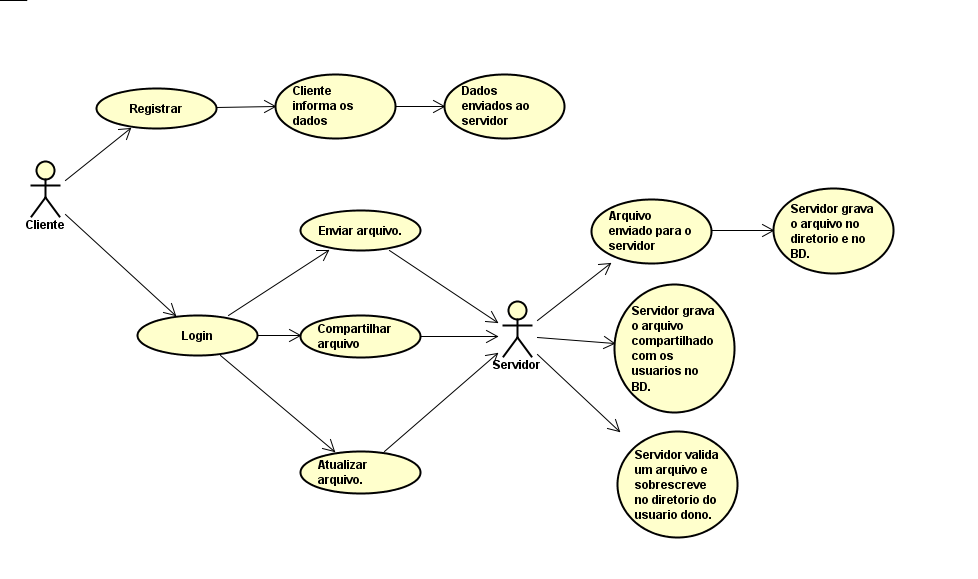 Registrar
Cliente
informa os
dados
Dados
enviados ao
servidor
Cliente
Enviar arquivo.
Arquivo
enviado para o
servidor
Servidor grava
o arquivo no
diretorio e no
BD.
Login
Compartilhar
arquivo
Servidor
Servidor grava
o arquivo
compartilhado
com os
usuarios no
BD.
Atualizar
arquivo.
Servidor valida
um arquivo e
sobrescreve
no diretorio do
usuario dono.